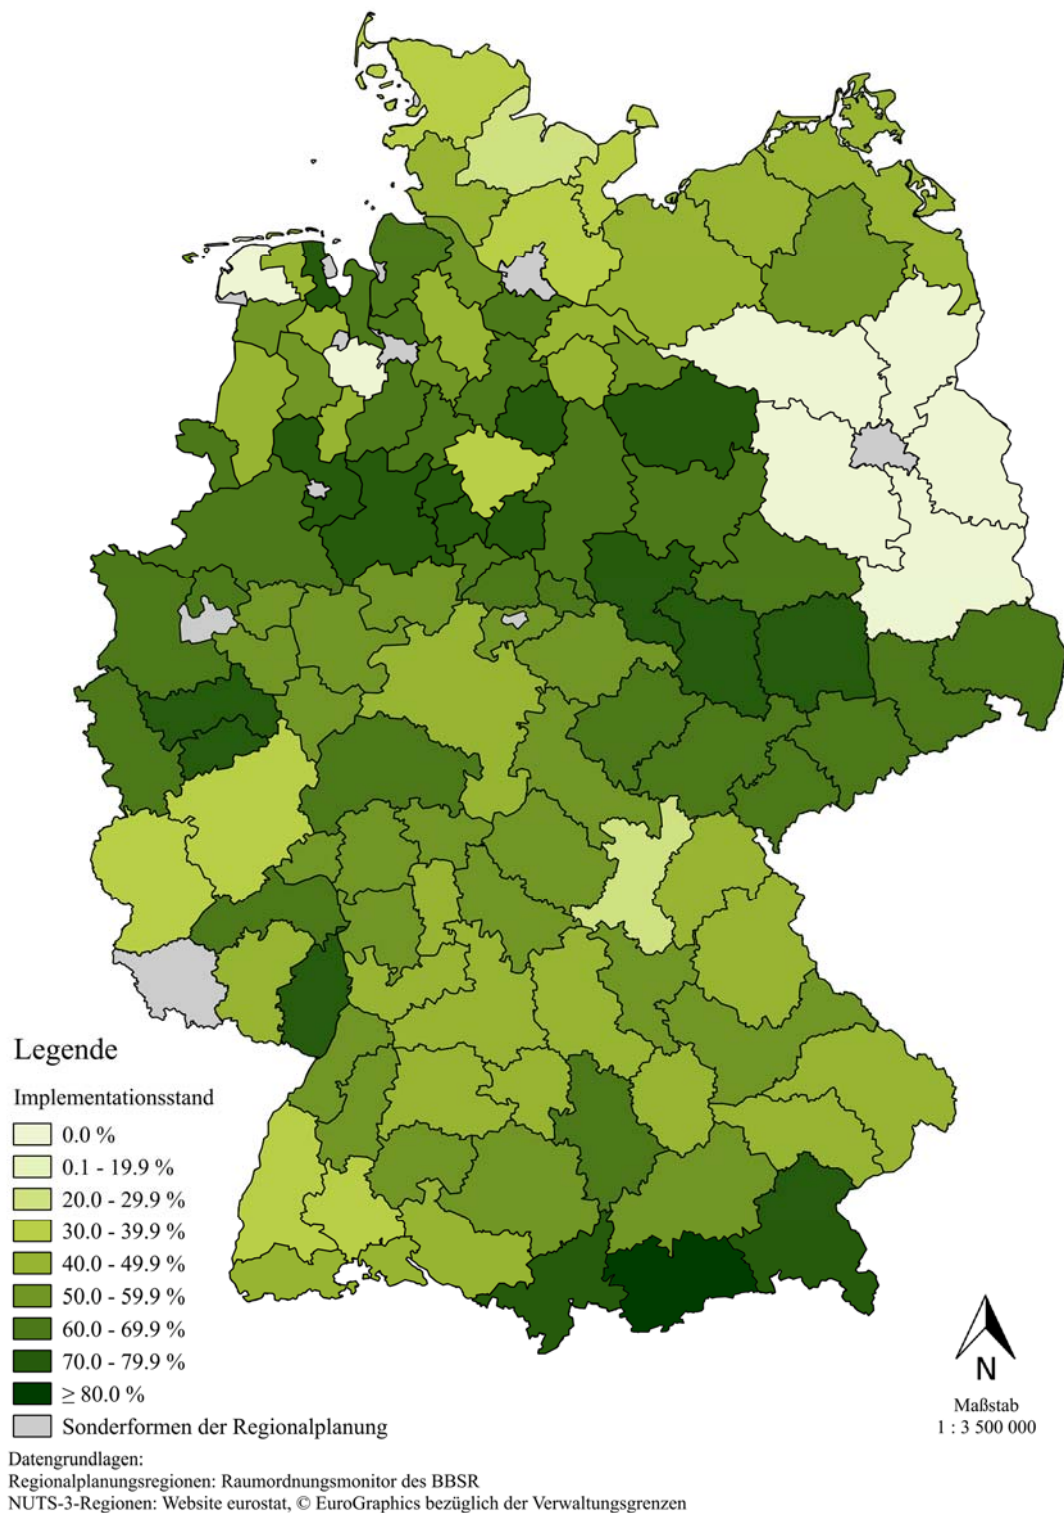 Legende
Implementationsstand
0.0 %
0.1 - 19.9 %
20.0 - 29.9 %
30.0 - 39.9 %
40.0 - 49.9 %
50.0 - 59.9 %
60.0 - 69.9 %
70.0 - 79.9 %
≥ 80.0 %
Sonderformen der Regionalplanung
N
Maßstab
1 : 3 500 000
Datengrundlagen:
Regionalplanungsregionen: Raumordnungsmonitor des BBSR
NUTS-3-Regionen: Website eurostat, © EuroGraphics bezüglich der Verwaltungsgrenzen